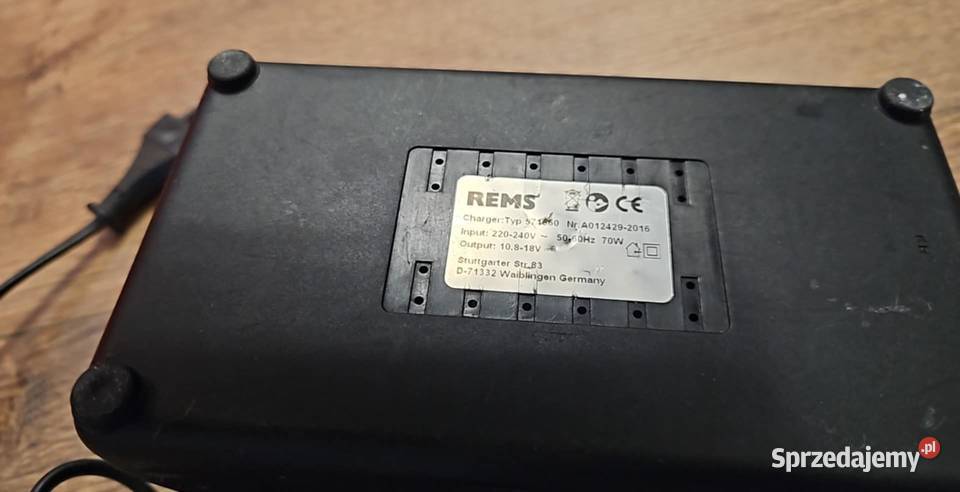 REMS CE
Charger:Typ 571560 Nr.A012429-2016
Input: 220-240V ~ 50-60Hz 70W
Output: 10.8-18V
Stuttgarter Str.83
D-71332 Waiblingen Germany
Sprzedajemy.pl